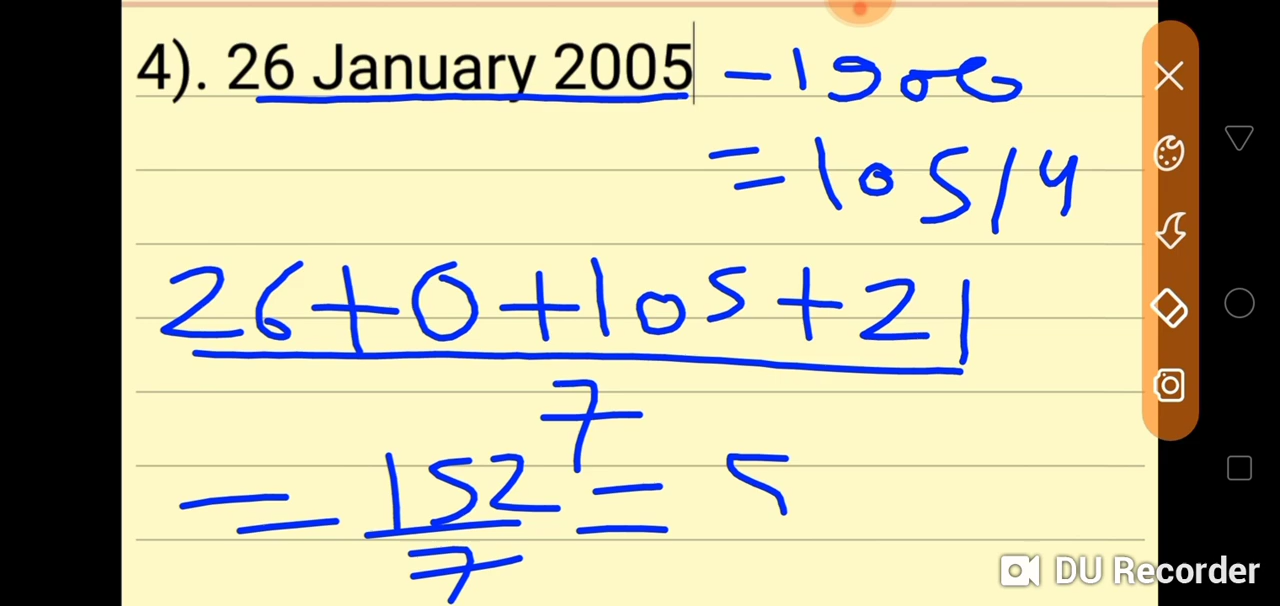 4). 26 January 2005 - 1900
= 105/4
26+0+105+21
7
= 152 = 5
7
DU Recorder